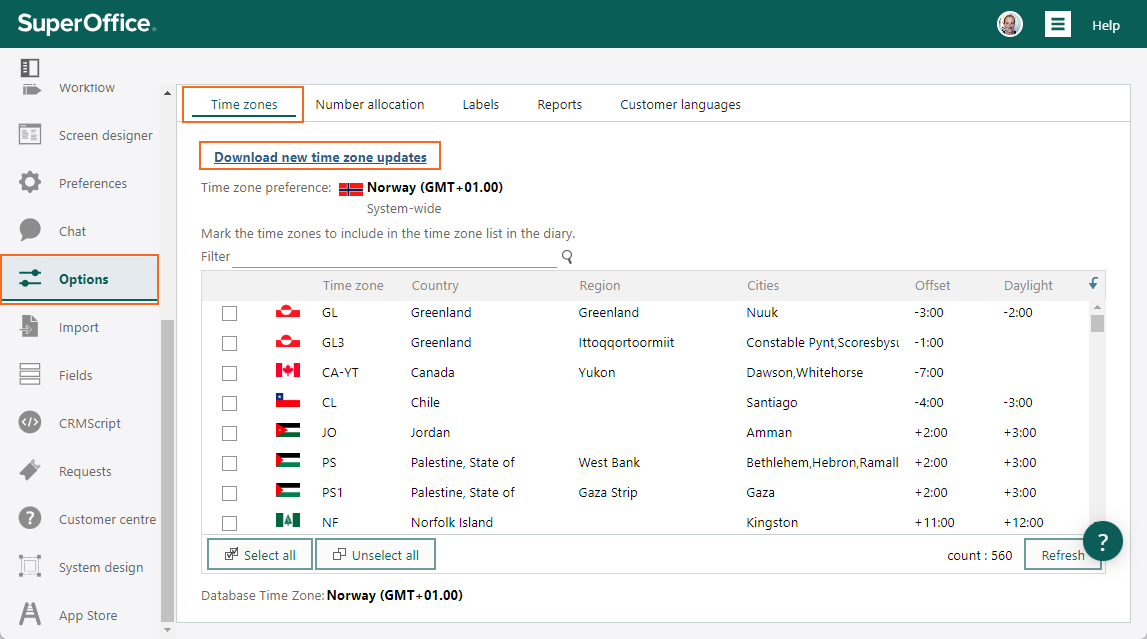 SuperOffice
Help
Workflow
Screen designer
Preferences
Chat
Options
Import
Fields
CRMScript
Requests
Customer centre
System design
App Store
Time zones Number allocation Labels Reports Customer languages
Download new time zone updates
Time zone preference: Norway (GMT+01.00)
System-wide
Mark the time zones to include in the time zone list in the diary.
Filter
Time zone Country Region Cities Offset Daylight
GL Greenland Greenland Nuuk -3:00 -2:00
GL3 Greenland Ittoqqortoormiit Constable Pynt,Scoresbysu -1:00
CA-YT Canada Yukon Dawson,Whitehorse -7:00
CL Chile Santiago -4:00 -3:00
JO Jordan Amman +2:00 +3:00
PS Palestine, State of West Bank Bethlehem,Hebron,Ramall +2:00 +3:00
PS1 Palestine, State of Gaza Strip Gaza +2:00 +3:00
NF Norfolk Island Kingston +11:00 +12:00
Select all Unselect all count : 560 Refresh ?
Database Time Zone: Norway (GMT+01.00)